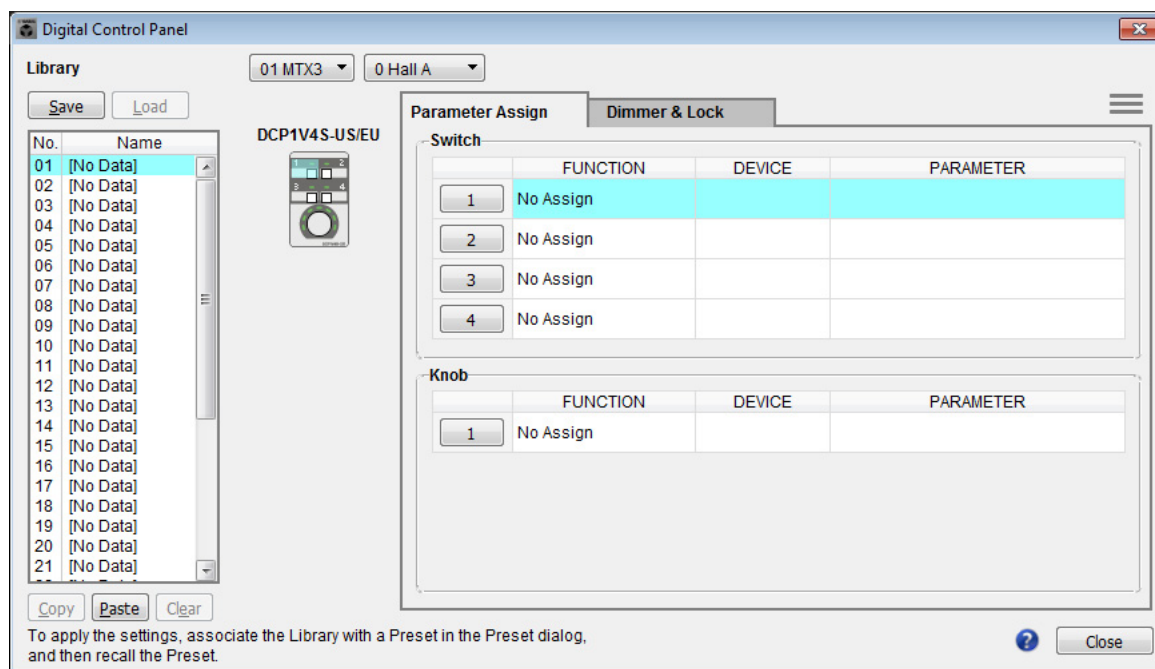 Digital Control Panel
Library
01 MTX3
0 Hall A
Save
Load
Parameter Assign
Dimmer & Lock
DCP1V4S-US/EU
No. Name
01 [No Data]
02 [No Data]
03 [No Data]
04 [No Data]
05 [No Data]
06 [No Data]
07 [No Data]
08 [No Data]
09 [No Data]
10 [No Data]
11 [No Data]
12 [No Data]
13 [No Data]
14 [No Data]
15 [No Data]
16 [No Data]
17 [No Data]
18 [No Data]
19 [No Data]
20 [No Data]
21 [No Data]
1 2
3 4
Switch
FUNCTION DEVICE PARAMETER
1 No Assign
2 No Assign
3 No Assign
4 No Assign
Knob
FUNCTION DEVICE PARAMETER
1 No Assign
Copy
Paste
Clear
To apply the settings, associate the Library with a Preset in the Preset dialog,
and then recall the Preset.
?
Close